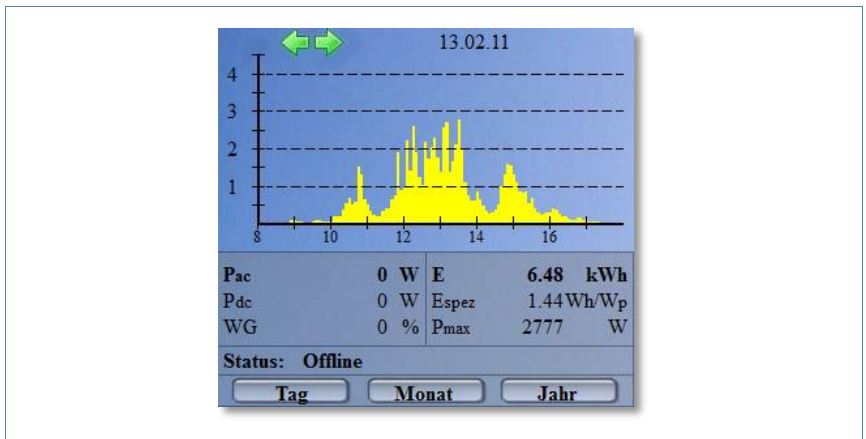 13.02.11
4
3
2
1
8 10 12 14 16
Pac 0 W E 6.48 kWh
Pdc 0 W Espez 1.44 Wh/Wp
WG 0 % Pmax 2777 W
Status: Offline
Tag Monat Jahr